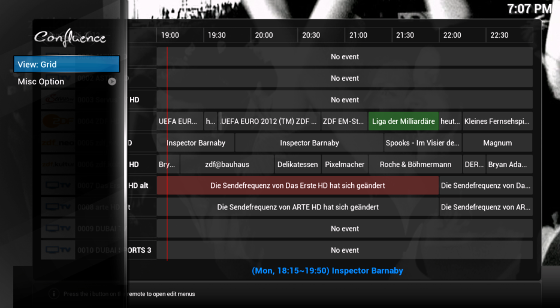 7:07 PM
Confluence
19:00 19:30 20:00 20:30 21:00 21:30 22:00 22:30
View: Grid
No event
Misc Option
No event
HD No event
UEFA EUR... h... UEFA EURO 2012 (TM) ZDF ... ZDF EM-St... Liga der Milliardäre heut... Kleines Fernsehspi...
Inspector Barnaby Inspector Barnaby Spooks - Im Visier de... Magnum
HD Bry... zdf@bauhaus Delikatessen Pixelmacher Roche & Böhmermann DER... Bryan Ada...
HD alt Die Sendefrequenz von Das Erste HD hat sich geändert Die Sendefrequenz von Da...
t Die Sendefrequenz von ARTE HD hat sich geändert Die Sendefrequenz von AR...
No event
ORTS 3 No event
(Mon, 18:15~19:50) Inspector Barnaby
remote to open edit menus